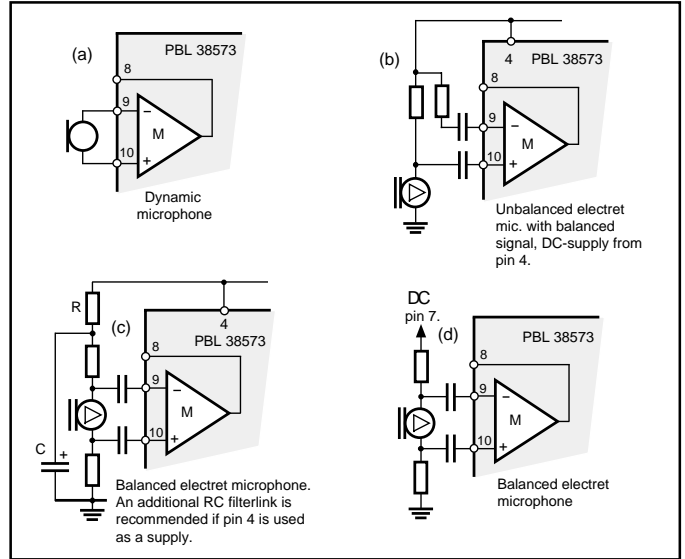 (a)
PBL 38573
8
9
−
M
10
+
Dynamic
microphone
(b)
4
PBL 38573
8
9
−
M
10
+
Unbalanced electret
mic. with balanced
signal, DC-supply from
pin 4.
R
(c)
4
PBL 38573
8
9
−
M
10
+
C
+
Balanced electret microphone.
An additional RC filterlink is
recommended if pin 4 is used
as a supply.
DC
pin 7.
(d)
PBL 38573
8
9
−
M
10
+
Balanced electret
microphone